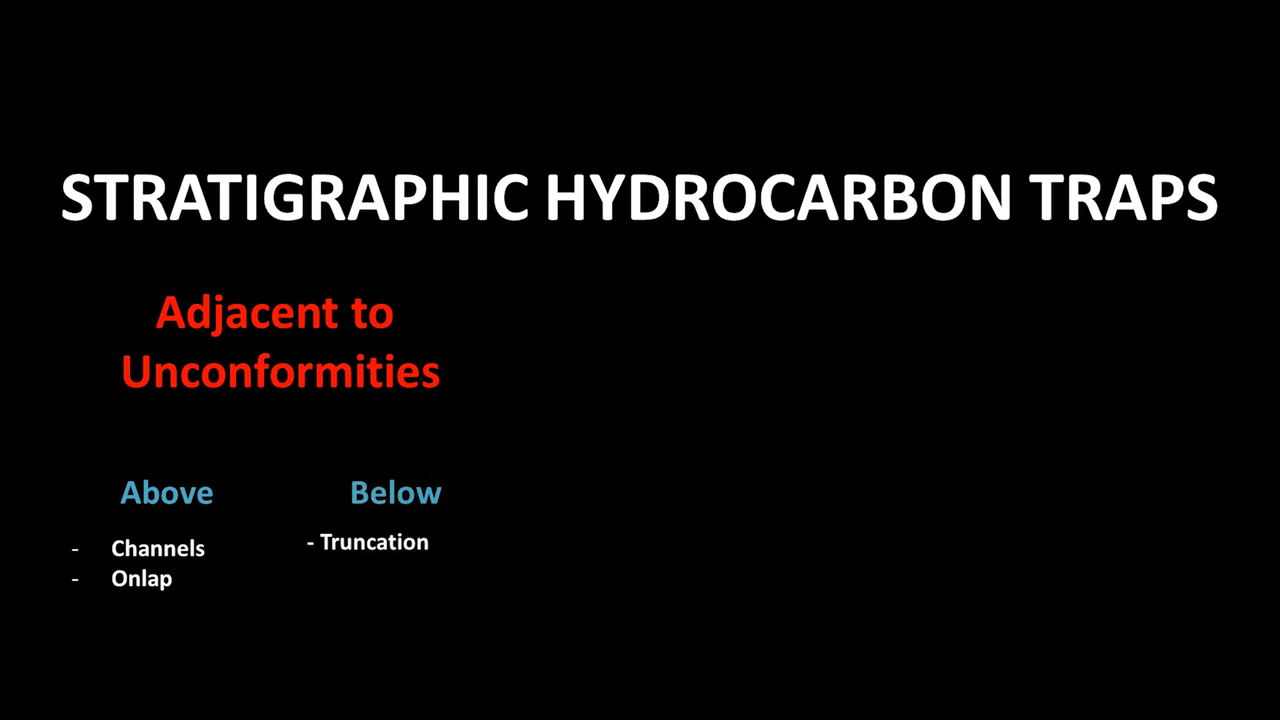 STRATIGRAPHIC HYDROCARBON TRAPS
Adjacent to
Unconformities
Above
- Channels
- Onlap
Below
- Truncation